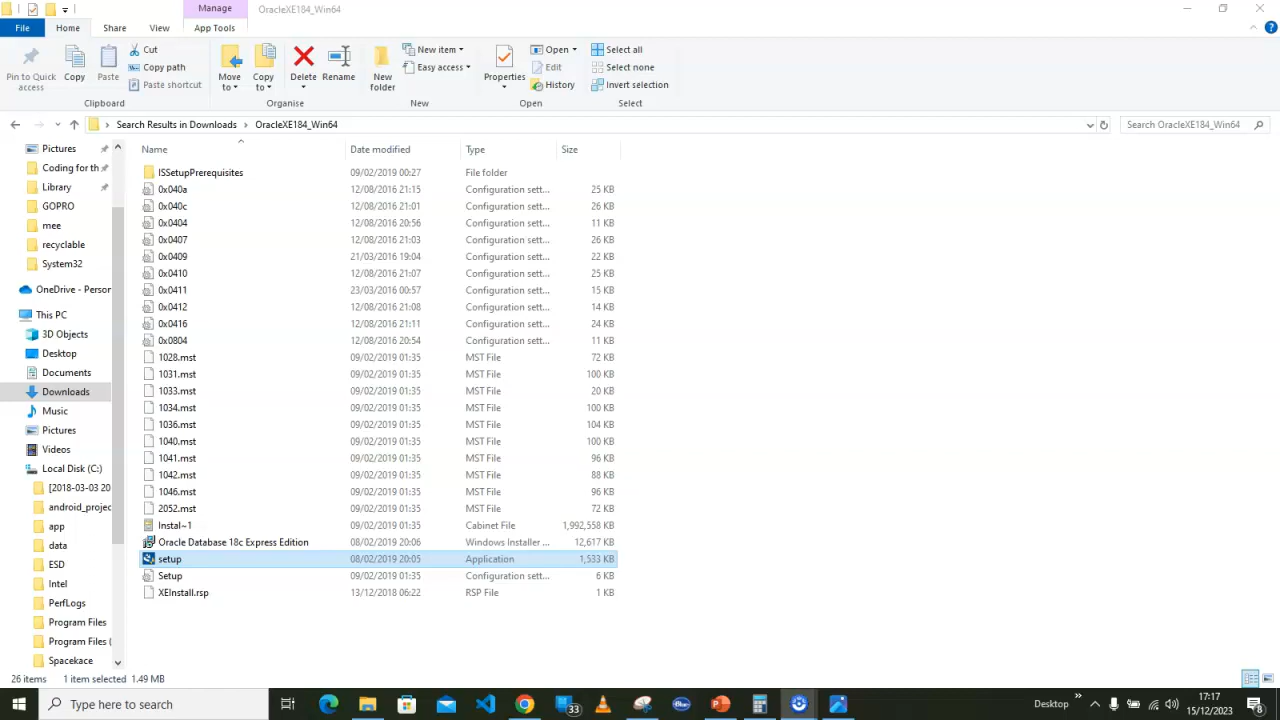 Manage
OracleXE184_Win64
File
Home
Share
View
App Tools
Pin to Quick access
Copy
Paste
Cut
Copy path
Paste shortcut
Clipboard
Move to
Copy to
Delete
Rename
Organise
New folder
New item
Easy access
New
Properties
Open
Edit
History
Open
Select all
Select none
Invert selection
Select
Search Results in Downloads > OracleXE184_Win64
Search OracleXE184_Win64
Pictures
Coding for th
Library
GOPRO
mee
recyclable
System32
OneDrive - Person
This PC
3D Objects
Desktop
Documents
Downloads
Music
Pictures
Videos
Local Disk (C:)
[2018-03-03 20
android_projec
app
data
ESD
Intel
PerfLogs
Program Files
Program Files (
Spacekace
Name Date modified Type Size
ISSetupPrerequisites 09/02/2019 00:27 File folder
0x040a 12/08/2016 21:15 Configuration sett... 25 KB
0x040c 12/08/2016 21:01 Configuration sett... 26 KB
0x0404 12/08/2016 20:56 Configuration sett... 11 KB
0x0407 12/08/2016 21:03 Configuration sett... 26 KB
0x0409 21/03/2016 19:04 Configuration sett... 22 KB
0x0410 12/08/2016 21:07 Configuration sett... 25 KB
0x0411 23/03/2016 00:57 Configuration sett... 15 KB
0x0412 12/08/2016 21:08 Configuration sett... 14 KB
0x0416 12/08/2016 21:11 Configuration sett... 24 KB
0x0804 12/08/2016 20:54 Configuration sett... 11 KB
1028.mst 09/02/2019 01:35 MST File 72 KB
1031.mst 09/02/2019 01:35 MST File 100 KB
1033.mst 09/02/2019 01:35 MST File 20 KB
1034.mst 09/02/2019 01:35 MST File 100 KB
1036.mst 09/02/2019 01:35 MST File 104 KB
1040.mst 09/02/2019 01:35 MST File 100 KB
1041.mst 09/02/2019 01:35 MST File 96 KB
1042.mst 09/02/2019 01:35 MST File 88 KB
1046.mst 09/02/2019 01:35 MST File 96 KB
2052.mst 09/02/2019 01:35 MST File 72 KB
Instal~1 09/02/2019 01:35 Cabinet File 1,992,558 KB
Oracle Database 18c Express Edition 08/02/2019 20:06 Windows Installer ... 12,617 KB
setup 08/02/2019 20:05 Application 1,533 KB
Setup 09/02/2019 01:35 Configuration sett... 6 KB
XEInstall.rsp 13/12/2018 06:22 RSP File 1 KB
26 items 1 item selected 1.49 MB
Type here to search
33
Desktop
17:17
15/12/2023
8